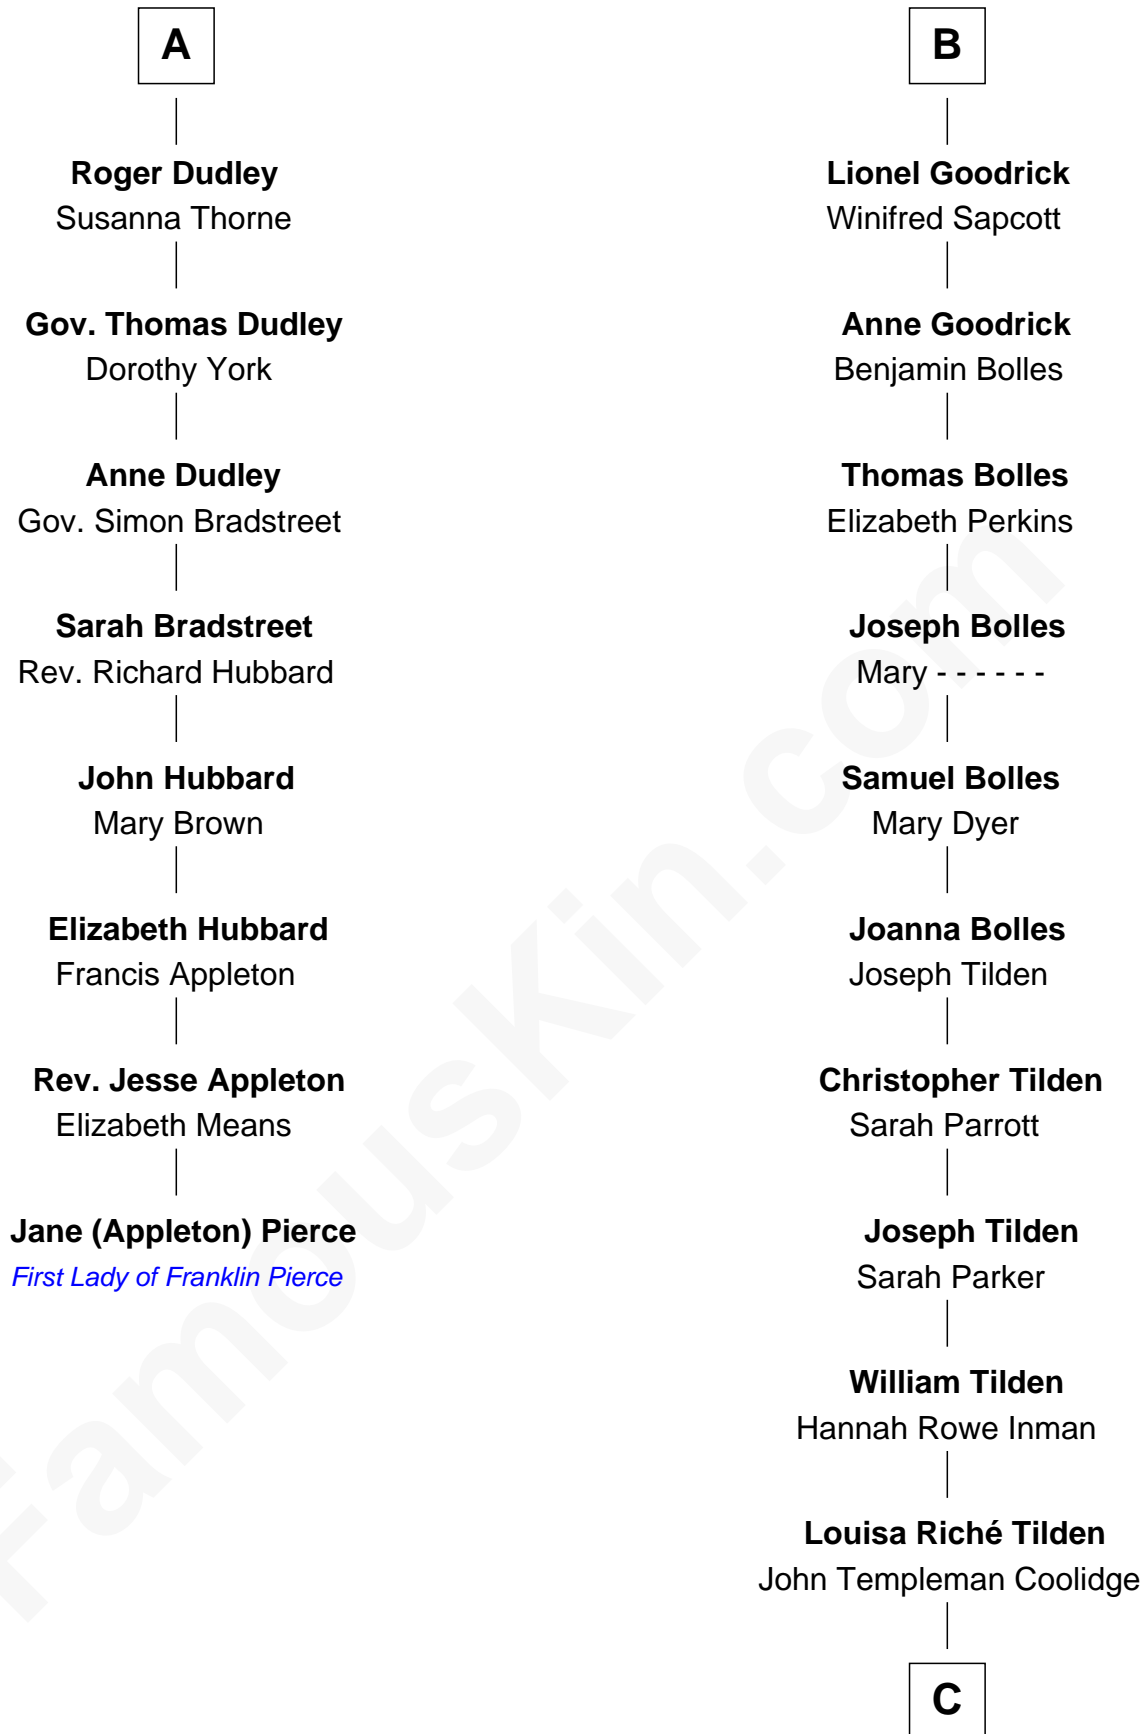 A
Roger Dudley
Susanna Thorne
Gov. Thomas Dudley
Dorothy York
Anne Dudley
Gov. Simon Bradstreet
Sarah Bradstreet
Rev. Richard Hubbard
John Hubbard
Mary Brown
Elizabeth Hubbard
Francis Appleton
Rev. Jesse Appleton
Elizabeth Means
Jane (Appleton) Pierce
First Lady of Franklin Pierce
B
Lionel Goodrick
Winifred Sapcott
Anne Goodrick
Benjamin Bolles
Thomas Bolles
Elizabeth Perkins
Joseph Bolles
Mary - - - - - -
Samuel Bolles
Mary Dyer
Joanna Bolles
Joseph Tilden
Christopher Tilden
Sarah Parrott
Joseph Tilden
Sarah Parker
William Tilden
Hannah Rowe Inman
Louisa Riché Tilden
John Templeman Coolidge
C
FamousKin.com